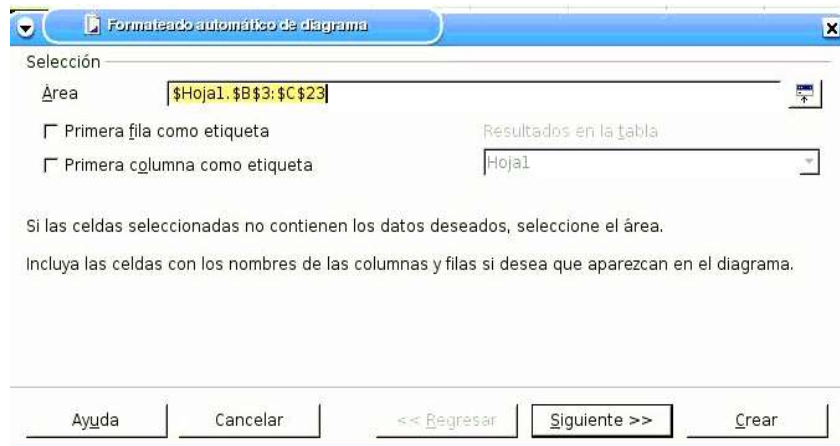 Formateado automático de diagrama
Selección
Área
$Hoja1.$B$3:$C$23
Primera fila como etiqueta
Resultados en la tabla
Primera columna como etiqueta
Hoja1
Si las celdas seleccionadas no contienen los datos deseados, seleccione el área.
Incluya las celdas con los nombres de las columnas y filas si desea que aparezcan en el diagrama.
Ayuda
Cancelar
<< Regresar
Siguiente >>
Crear